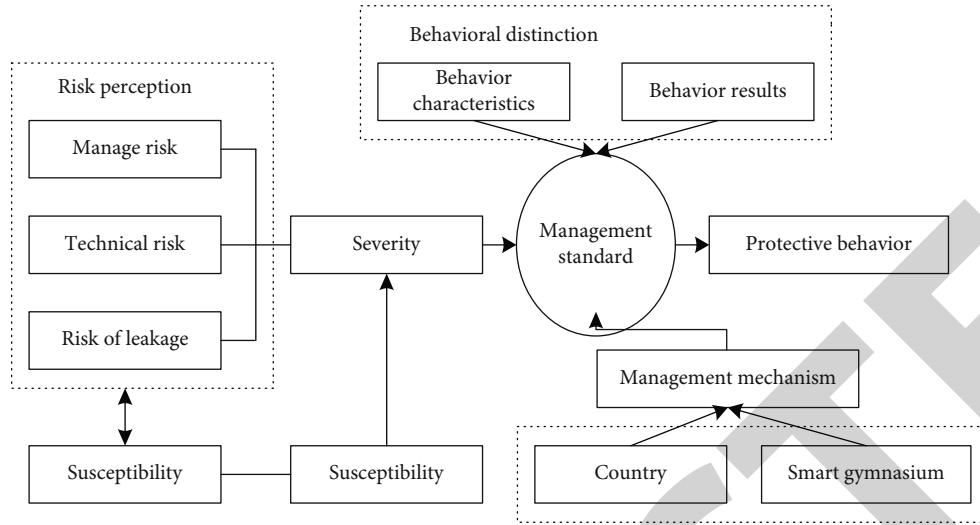 Behavioral distinction
Behavior
characteristics
Behavior results
Risk perception
Manage risk
Technical risk
Risk of leakage
Severity
Management
standard
Protective behavior
Management mechanism
Susceptibility
Susceptibility
Country
Smart gymnasium